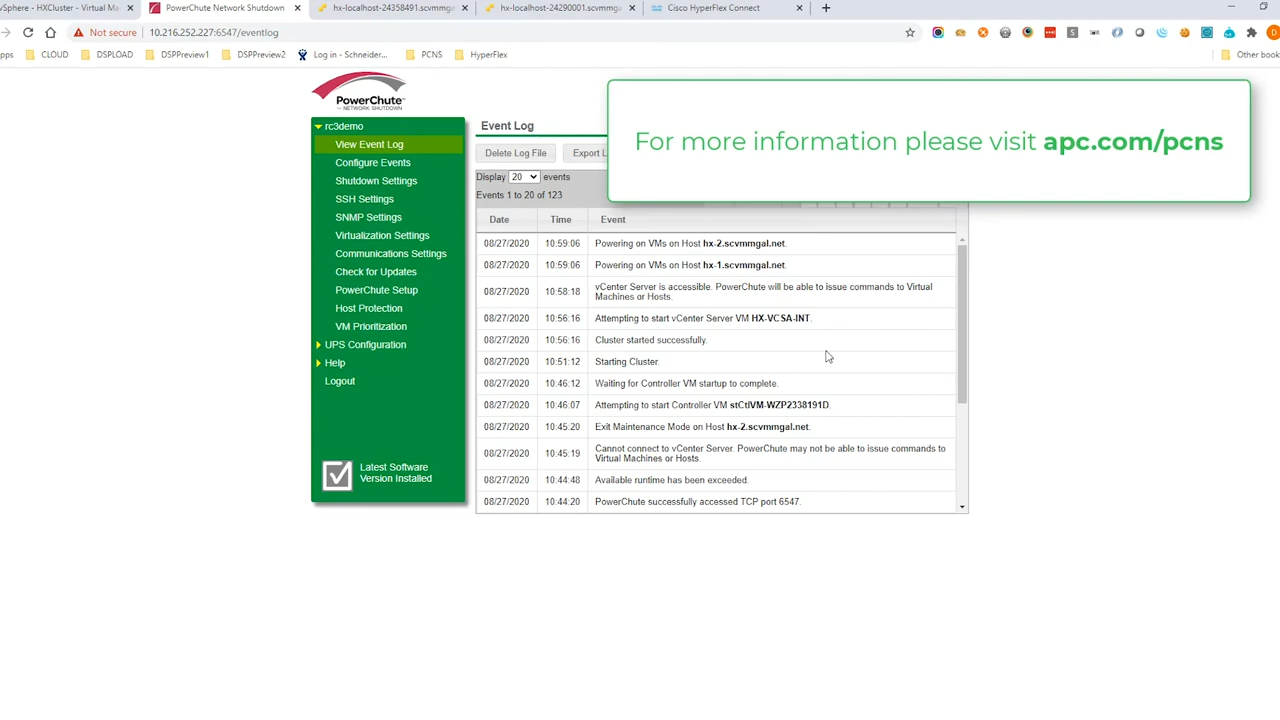 vSphere - HXCluster - Virtual Ma
PowerChute Network Shutdown
hx-localhost-24358491.scvmmgal.
hx-localhost-24290001.scvmmgal.
Cisco HyperFlex Connect
Not secure
10.216.252.227:6547/eventlog
pps
CLOUD
DSPLOAD
DSPPreview1
DSPPreview2
Log in - Schneider...
PCNS
HyperFlex
Other book
PowerChute
NETWORK SHUTDOWN
For more information please visit apc.com/pcns
rc3demo
View Event Log
Configure Events
Shutdown Settings
SSH Settings
SNMP Settings
Virtualization Settings
Communications Settings
Check for Updates
PowerChute Setup
Host Protection
VM Prioritization
UPS Configuration
Help
Logout
Latest Software
Version Installed
Event Log
Delete Log File
Export L
Display 20 events
Events 1 to 20 of 123
Date Time Event
08/27/2020 10:59:06 Powering on VMs on Host hx-2.scvmmgal.net.
08/27/2020 10:59:06 Powering on VMs on Host hx-1.scvmmgal.net.
08/27/2020 10:58:18 vCenter Server is accessible. PowerChute will be able to issue commands to Virtual
Machines or Hosts.
08/27/2020 10:56:16 Attempting to start vCenter Server VM HX-VCSA-INT.
08/27/2020 10:56:16 Cluster started successfully.
08/27/2020 10:51:12 Starting Cluster.
08/27/2020 10:46:12 Waiting for Controller VM startup to complete.
08/27/2020 10:46:07 Attempting to start Controller VM stCtlVM-WZP2338191D.
08/27/2020 10:45:20 Exit Maintenance Mode on Host hx-2.scvmmgal.net.
08/27/2020 10:45:19 Cannot connect to vCenter Server. PowerChute may not be able to issue commands to
Virtual Machines or Hosts.
08/27/2020 10:44:48 Available runtime has been exceeded.
08/27/2020 10:44:20 PowerChute successfully accessed TCP port 6547.